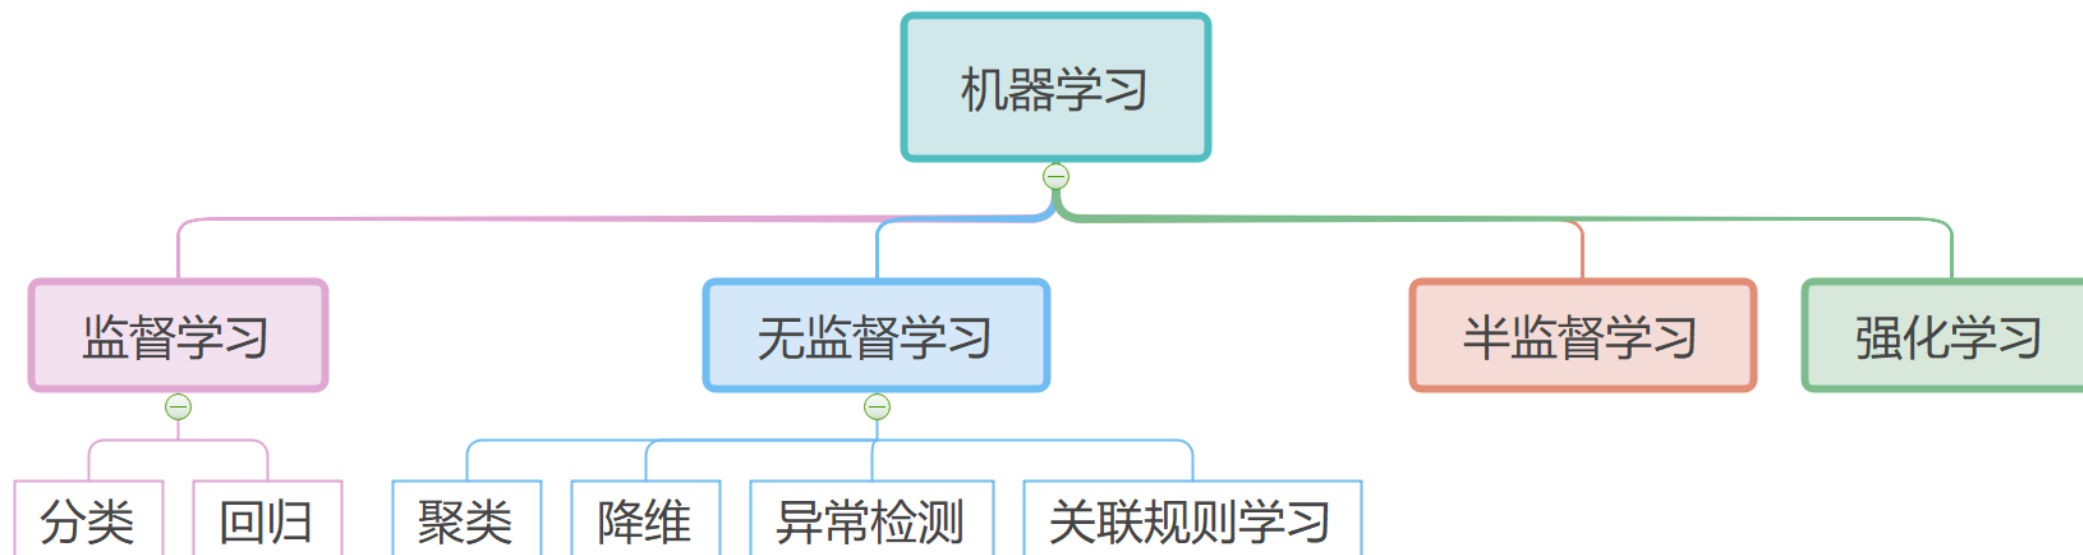 机器学习
监督学习
无监督学习
半监督学习
强化学习
分类
回归
聚类
降维
异常检测
关联规则学习